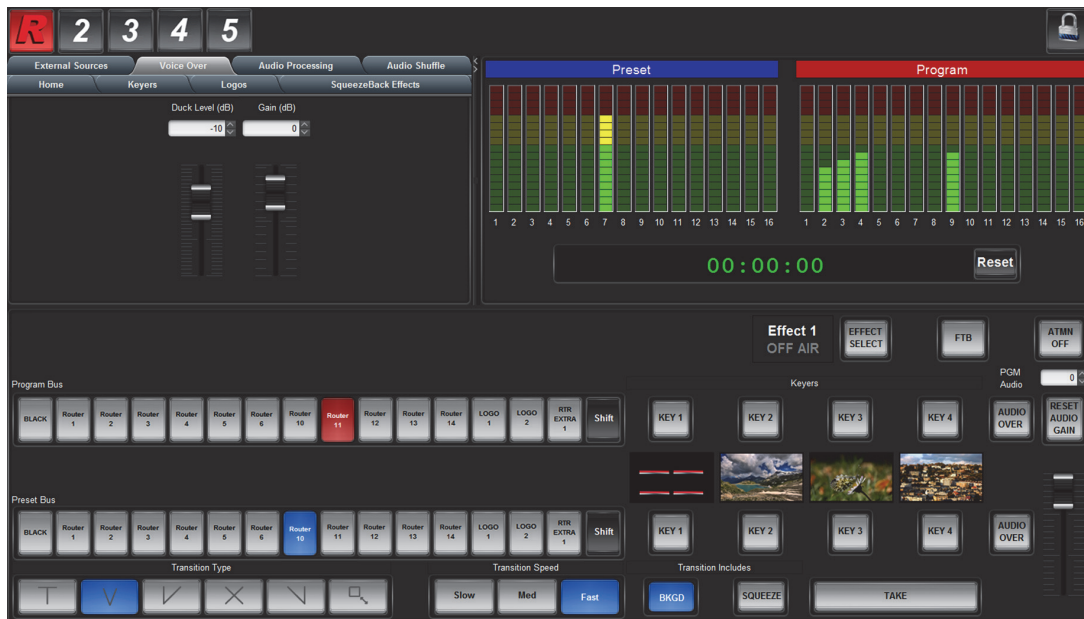 R 2 3 4 5
External Sources Voice Over Audio Processing Audio Shuffle
Home Keyers Logos SqueezeBack Effects
Duck Level (dB) Gain (dB)
-10 0
Preset Program
1 2 3 4 5 6 7 8 9 10 11 12 13 14 15 16 1 2 3 4 5 6 7 8 9 10 11 12 13 14 15 16
00:00:00 Reset
Effect 1
OFF AIR
EFFECT
SELECT
FTB
ATMN
OFF
PGM
Audio
0
Program Bus
Keyers
BLACK
Router
1
Router
2
Router
3
Router
4
Router
5
Router
6
Router
10
Router
11
Router
12
Router
13
Router
14
LOGO
1
LOGO
2
RTR
EXTRA
1
Shift
KEY 1 KEY 2 KEY 3 KEY 4
AUDIO
OVER
RESET
AUDIO
GAIN
Preset Bus
BLACK
Router
1
Router
2
Router
3
Router
4
Router
5
Router
6
Router
10
Router
11
Router
12
Router
13
Router
14
LOGO
1
LOGO
2
RTR
EXTRA
1
Shift
KEY 1 KEY 2 KEY 3 KEY 4
AUDIO
OVER
Transition Type Transition Speed Transition Includes
Slow Med Fast BKGD SQUEEZE TAKE